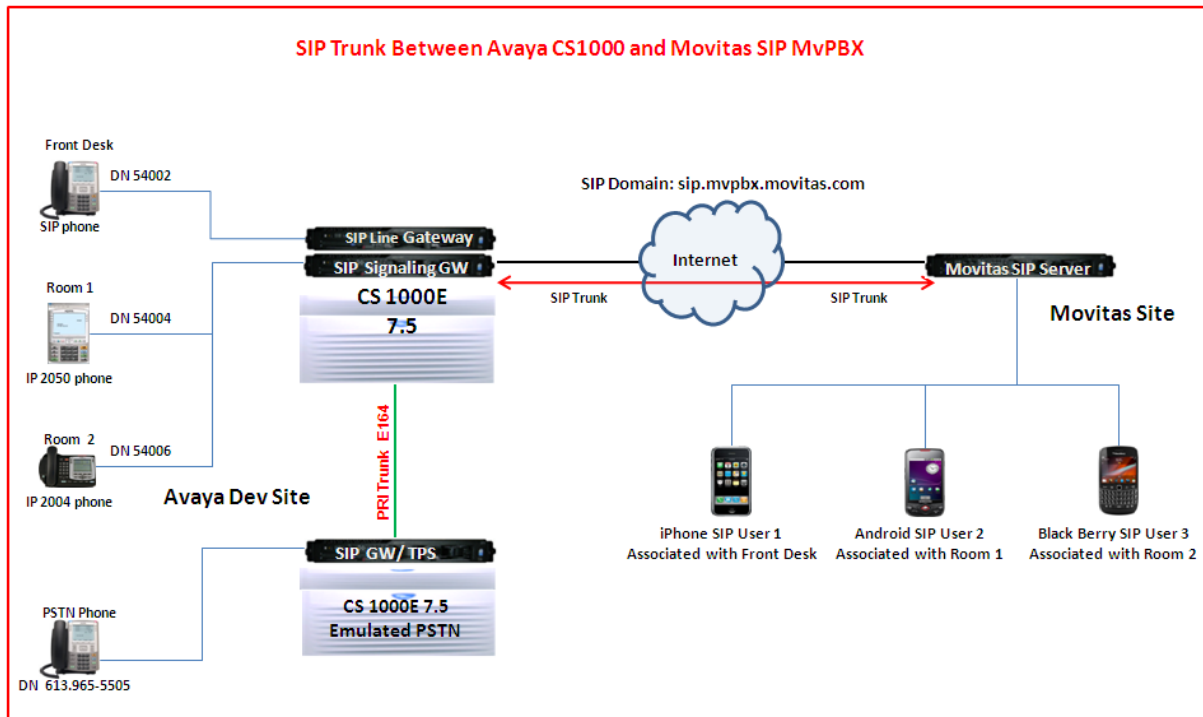 SIP Trunk Between Avaya CS1000 and Movitas SIP MvPBX
Front Desk
DN 54002
SIP phone
SIP Domain: sip.mvpbx.movitas.com
SIP Line Gateway
SIP Signaling GW
CS 1000E
7.5
Internet
SIP Trunk
SIP Trunk
Movitas SIP Server
Movitas Site
Room 1
DN 54004
IP 2050 phone
Room 2
DN 54006
IP 2004 phone
Avaya Dev Site
PRI Trunk E164
iPhone SIP User 1
Associated with Front Desk
Android SIP User 2
Associated with Room 1
Black Berry SIP User 3
Associated with Room 2
SIP GW/ TPS
CS 1000E 7.5
Emulated PSTN
PSTN Phone
DN 613.965-5505